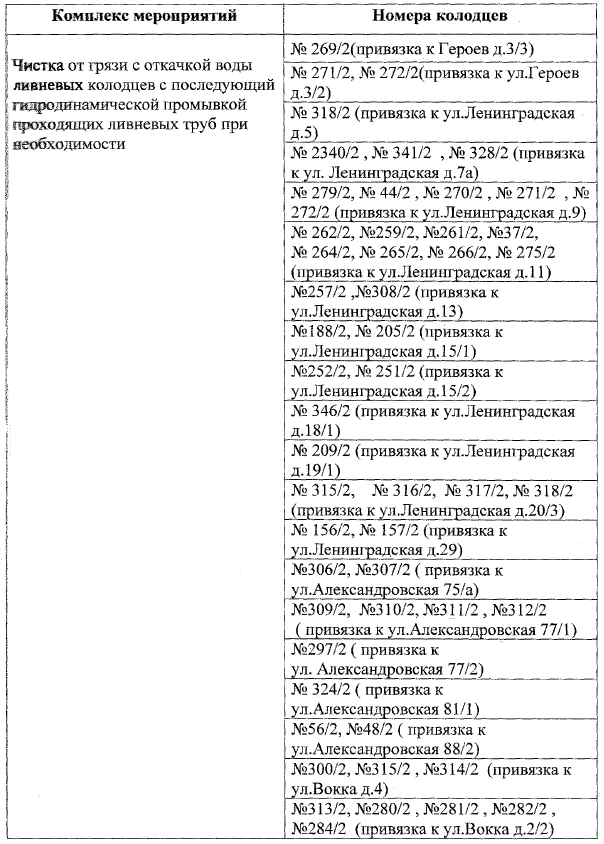 Комплекс мероприятий
Номера колодцев
Чистка от грязи с откачкой воды
ливневых колодцев с последующий
гидродинамической промывкой
проходящих ливневых труб при
необходимости
№ 269/2(привязка к Героев д.3/3)
№ 271/2, № 272/2(привязка к ул.Героев
д.3/2)
№ 318/2 (привязка к ул.Ленинградская
д.5)
№ 2340/2 , № 341/2 , № 328/2 (привязка
к ул. Ленинградская д.7а)
№ 279/2, № 44/2 , № 270/2 , № 271/2 , №
272/2 (привязка к ул.Ленинградская д.9)
№ 262/2, №259/2, №261/2, №37/2,
№ 264/2, № 265/2, № 266/2, № 275/2
(привязка к ул.Ленинградская д.11)
№257/2 ,№308/2 (привязка к
ул.Ленинградская д.13)
№188/2, № 205/2 (привязка к
ул.Ленинградская д.15/1)
№252/2, № 251/2 (привязка к
ул.Ленинградская д.15/2)
№ 346/2 (привязка к ул.Ленинградская
д.18/1)
№ 209/2 (привязка к ул.Ленинградская
д.19/1)
№ 315/2, № 316/2, № 317/2, № 318/2
(привязка к ул.Ленинградская д.20/3)
№ 156/2, № 157/2 (привязка к
ул.Ленинградская д.29)
№306/2, №307/2 ( привязка к
ул.Александровская 75/а)
№309/2, №310/2, №311/2 , №312/2
( привязка к ул.Александровская 77/1)
№297/2 ( привязка к
ул. Александровская 77/2)
№ 324/2 ( привязка к
ул.Александровская 81/1)
№56/2, №48/2 ( привязка к
ул.Александровская 88/2)
№300/2, №315/2 , №314/2 (привязка к
ул.Вокка д.4)
№313/2, №280/2 , №281/2 , №282/2 ,
№284/2 (привязка к ул.Вокка д.2/2)